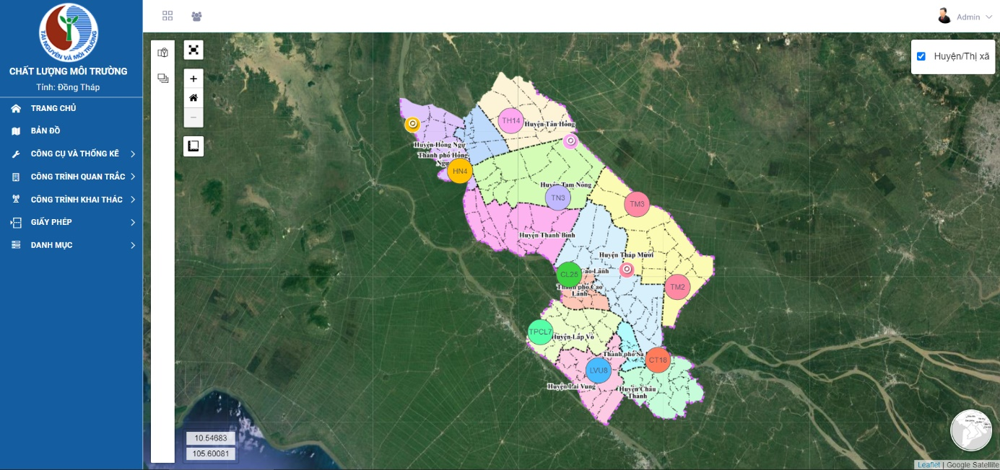 TÀI NGUYÊN VÀ MÔI TRƯỜNG
CHẤT LƯỢNG MÔI TRƯỜNG
Tỉnh: Đồng Tháp
TRANG CHỦ
BẢN ĐỒ
CÔNG CỤ VÀ THỐNG KÊ
CÔNG TRÌNH QUAN TRẮC
CÔNG TRÌNH KHAI THÁC
GIẤY PHÉP
DANH MỤC
Admin
Huyện/Thị xã
+
−
TH14
Huyện Tân Hồng
Huyện Hồng Ngự
Thành phố Hồng
Ngự
HN4
Huyện Tam Nông
TN3
TM3
Huyện Thanh Bình
Huyện Tháp Mười
CL25
Cao Lãnh
Thành phố Cao
Lãnh
TM2
TPCL7
Huyện Lấp Vò
Thành phố Sa
CT18
LVU8
Huyện Lai Vung
Huyện Châu
Thành
10.54683
105.60081
Leaflet | Google Satellite